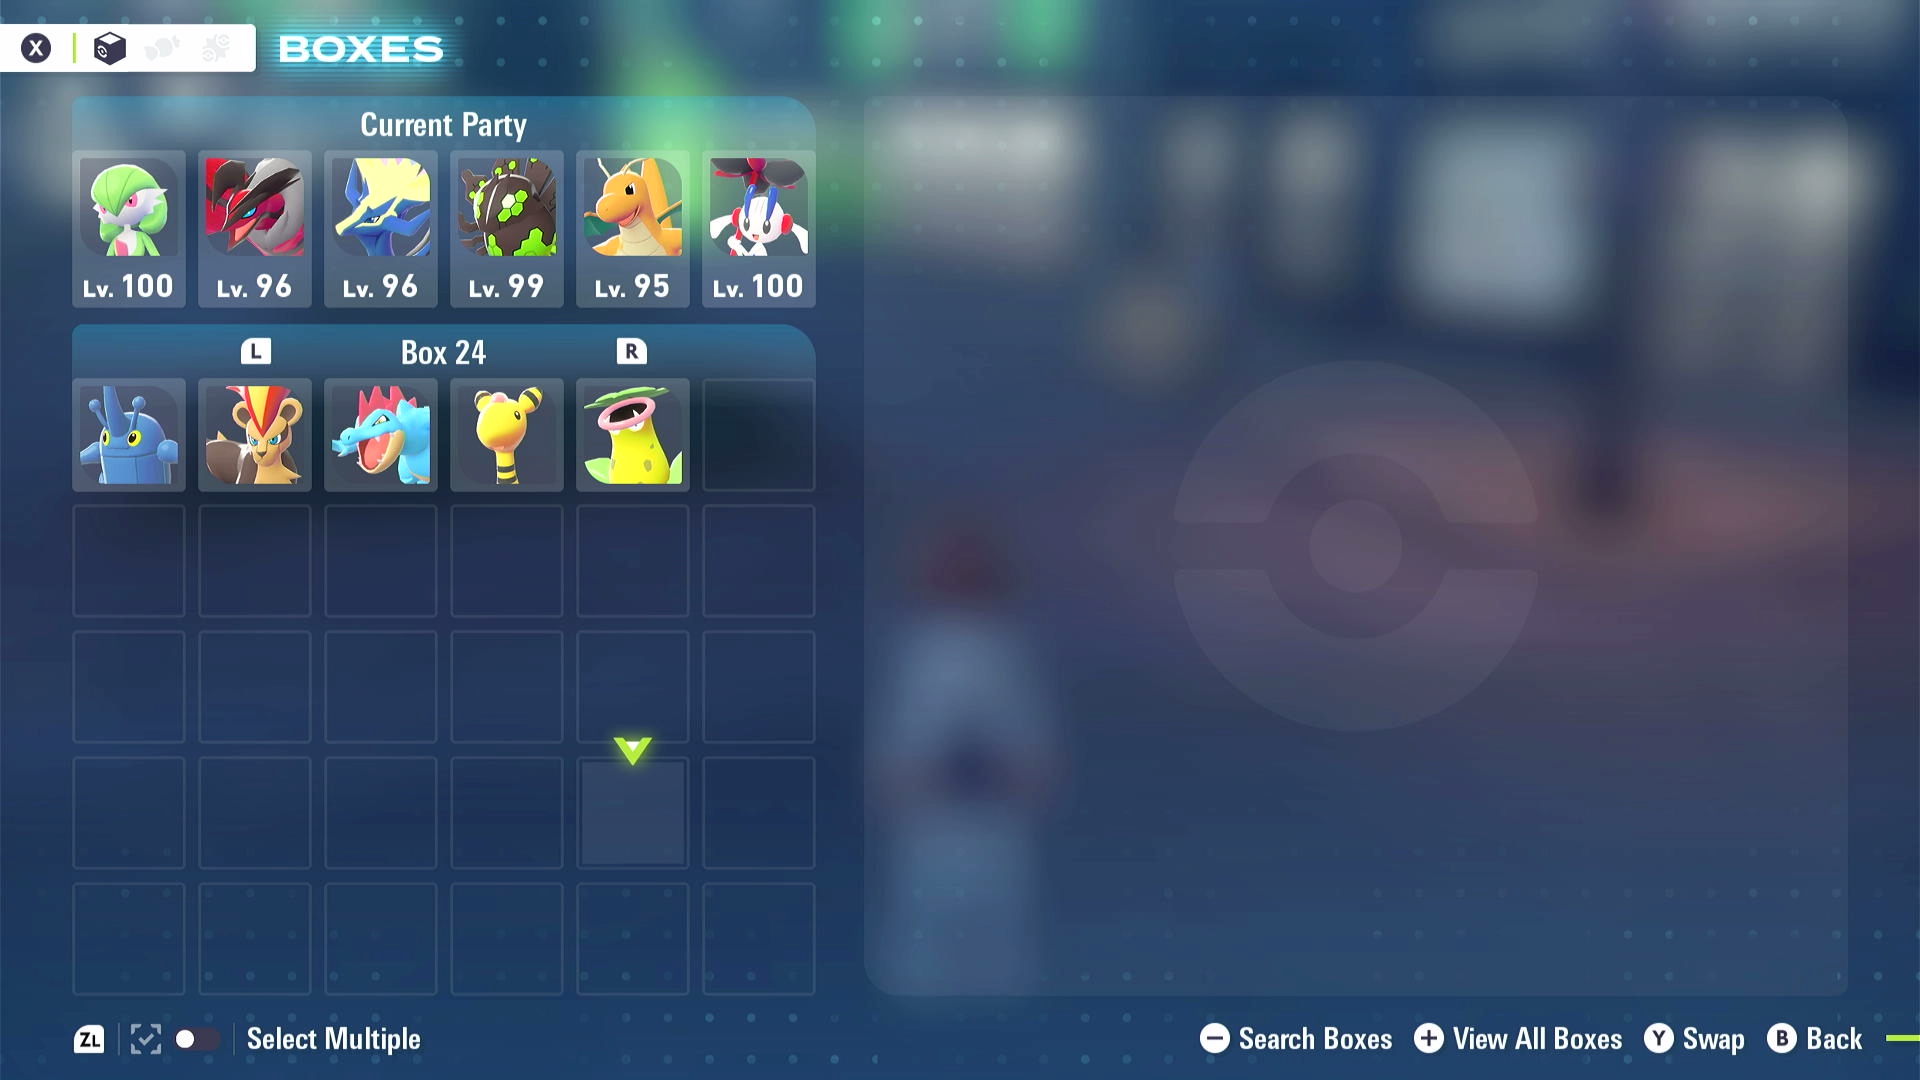 X BOXES
Current Party
Lv. 100 Lv. 96 Lv. 96 Lv. 99 Lv. 95 Lv. 100
L Box 24 R
ZL Select Multiple
Search Boxes View All Boxes Y Swap B Back